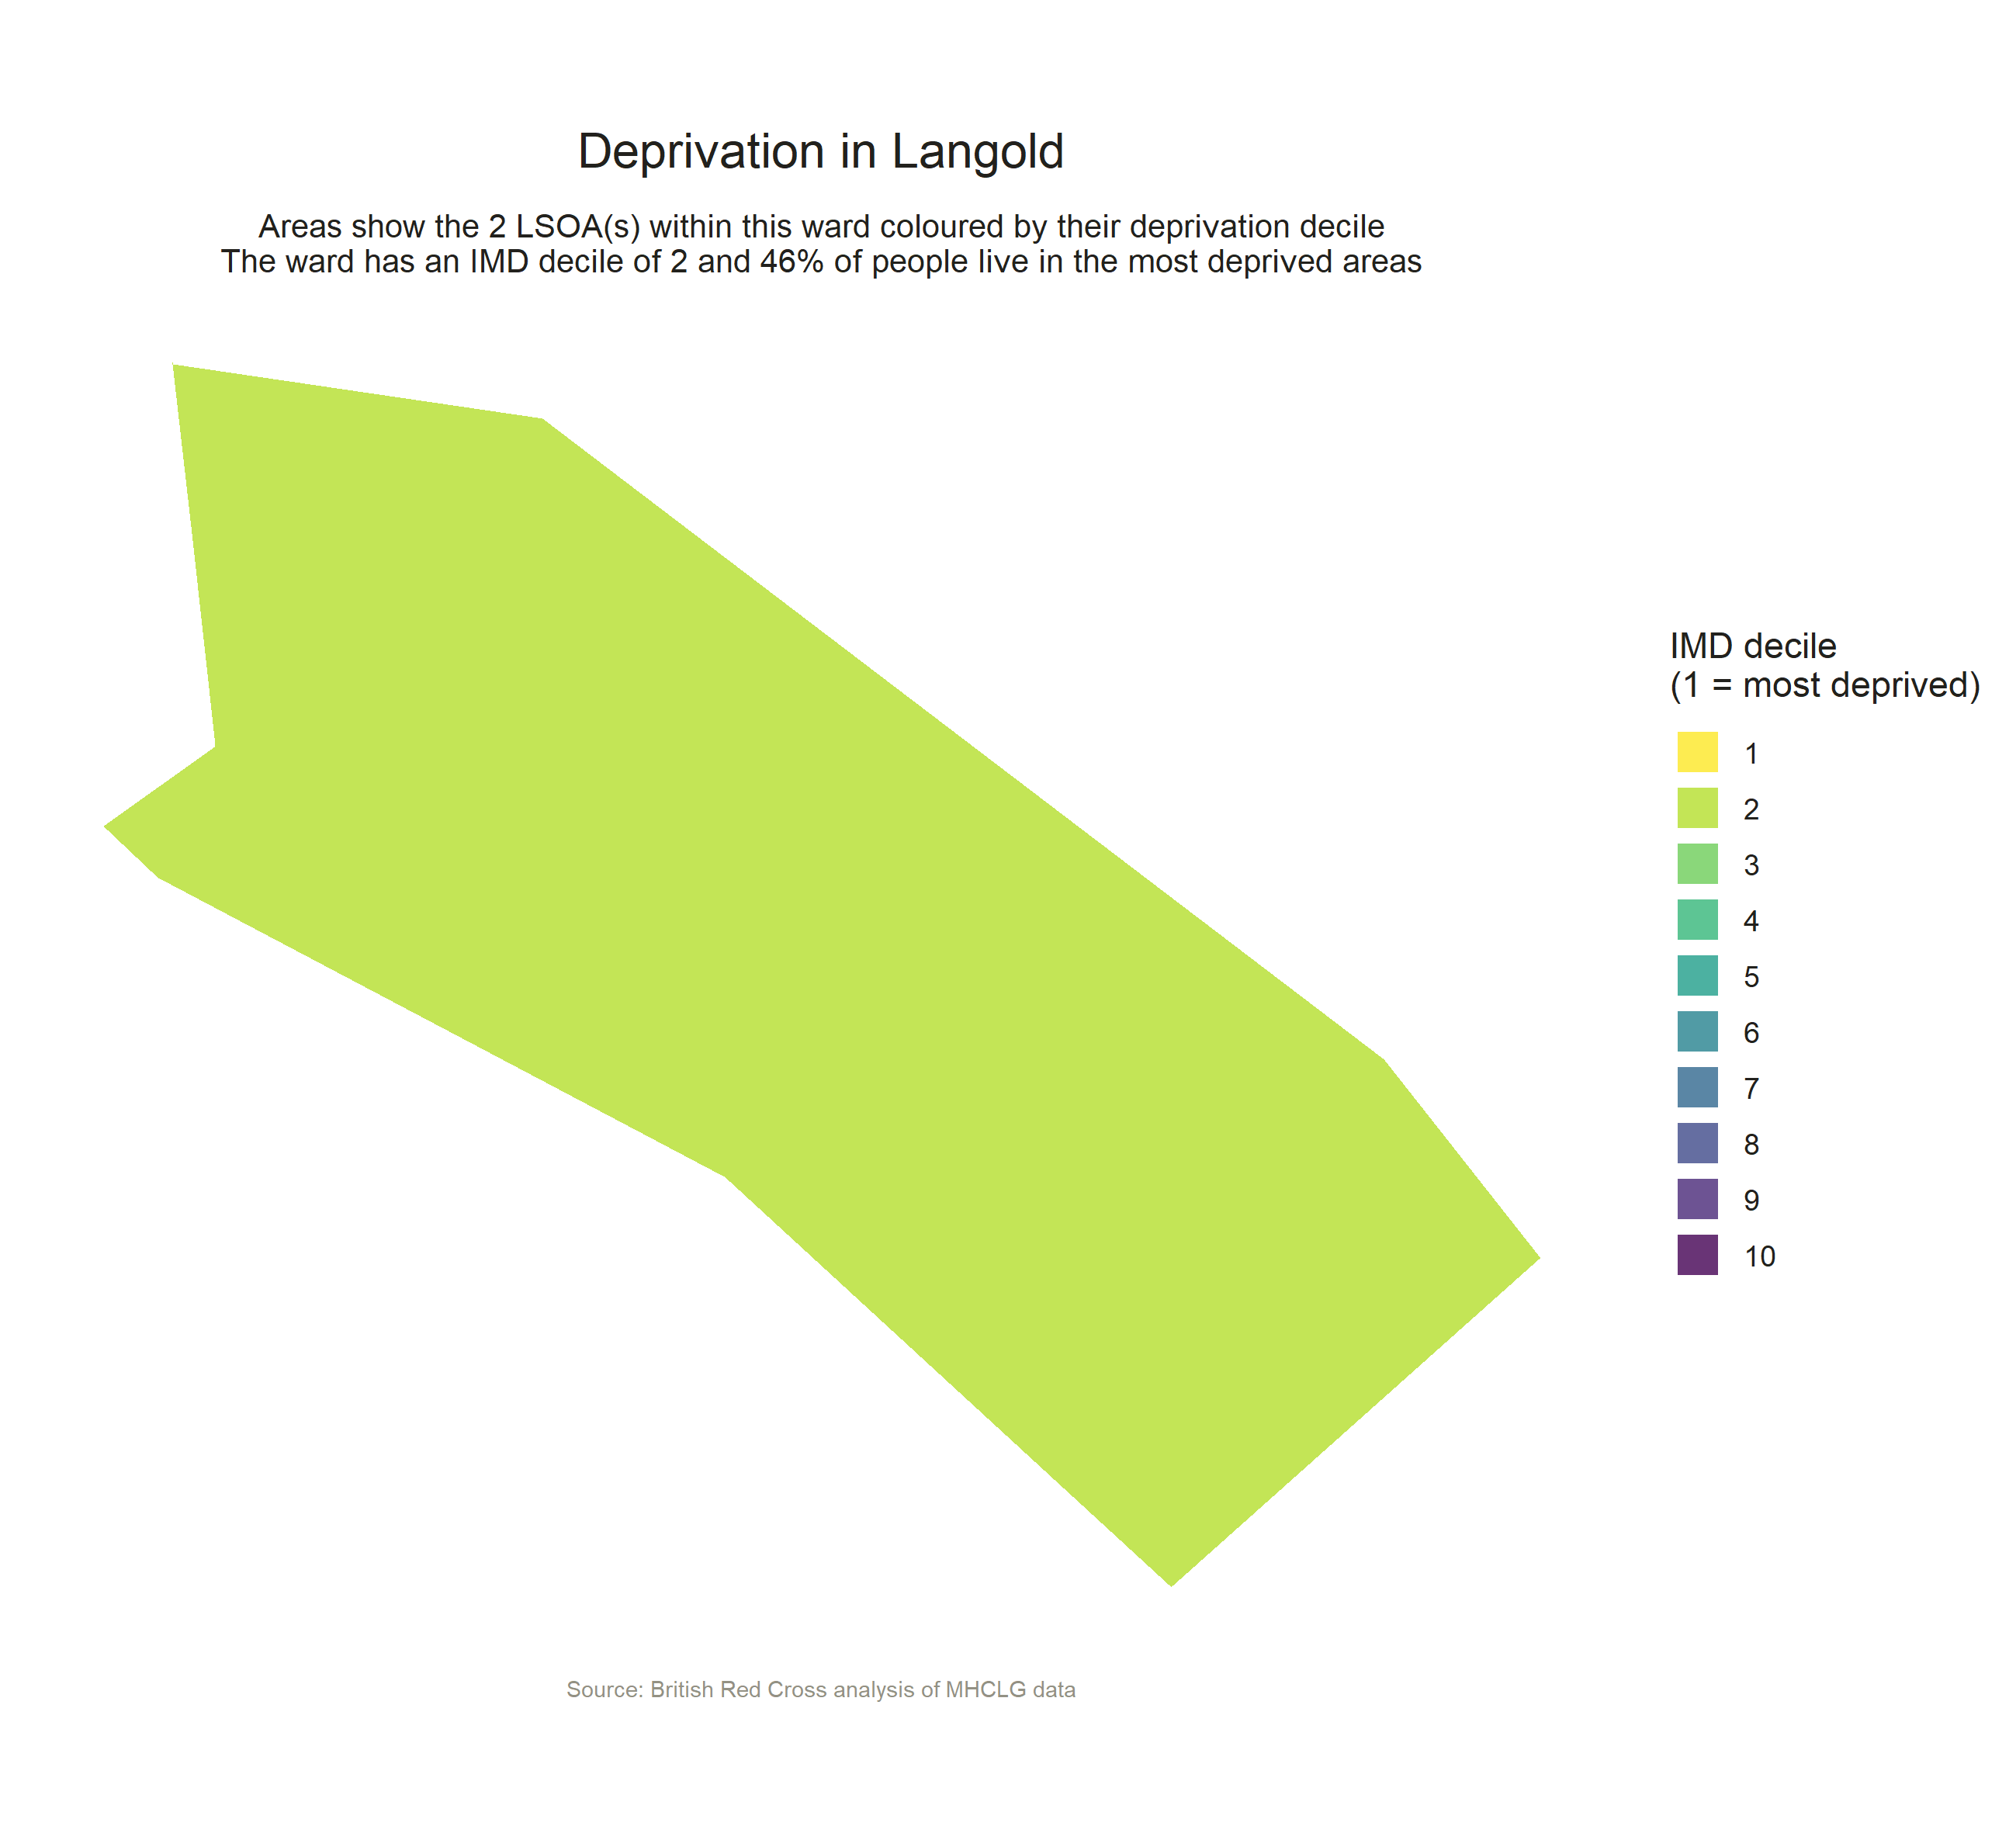 Deprivation in Langold
Areas show the 2 LSOA(s) within this ward coloured by their deprivation decile
The ward has an IMD decile of 2 and 46% of people live in the most deprived areas
IMD decile
(1 = most deprived)
1
2
3
4
5
6
7
8
9
10
Source: British Red Cross analysis of MHCLG data